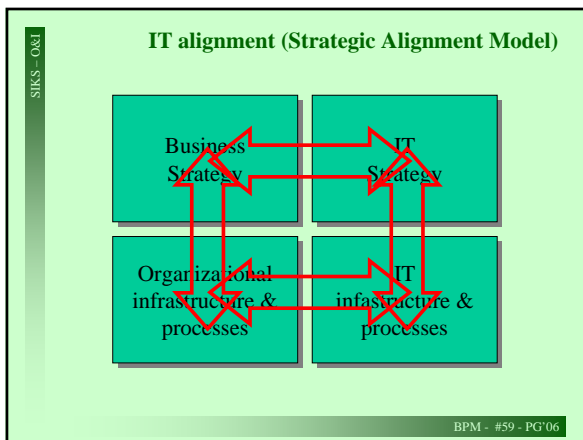 SIKS – O&I
IT alignment (Strategic Alignment Model)
Business
Strategy
IT
Strategy
Organizational
infrastructure &
processes
IT
infastructure &
processes
BPM - #59 - PG'06